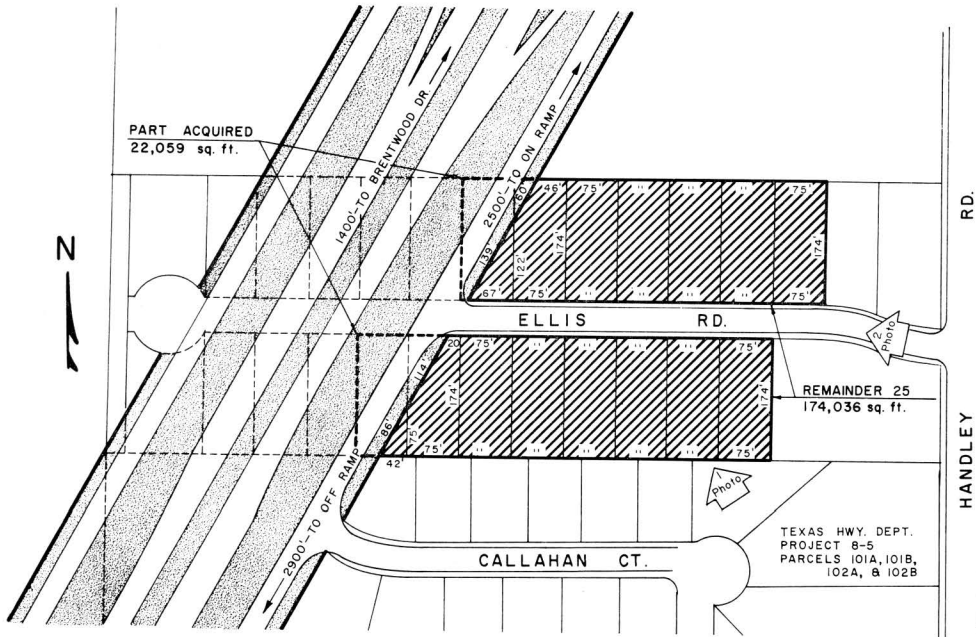 PART ACQUIRED
22,059 sq. ft.
1400'-TO BRENTWOOD DR
2500'-TO ON RAMP
RD.
N
60'
46'
75'
"
"
"
75'
139'
122'
174'
174'
67'
75'
"
"
"
"
75'
ELLIS RD.
2
Photo
20'
75'
"
"
"
"
75'
114'
174'
174'
REMAINDER 25
174,036 sq. ft.
86'
75'
75'
"
"
"
"
75'
42'
1
Photo
HANDLEY
2900'-TO OFF RAMP
CALLAHAN CT.
TEXAS HWY. DEPT.
PROJECT 8-5
PARCELS 101A, 101B,
102A, & 102B